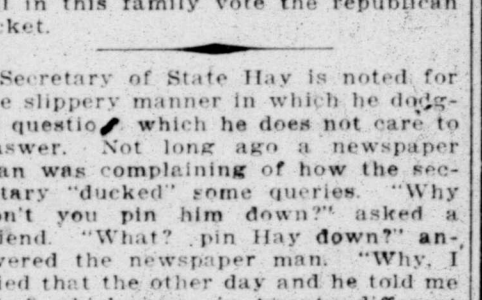 in this family vote the republican
cket.
Secretary of State Hay is noted for
e slippery manner in which he dodg-
questio which he does not care to
swer. Not long ago a newspaper
an was complaining of how the sec-
tary "ducked" some queries. "Why
n't you pin him down?" asked a
iend. "What? pin Hay down?" an-
vered the newspaper man. "Why, I
ied that the other day and he told me